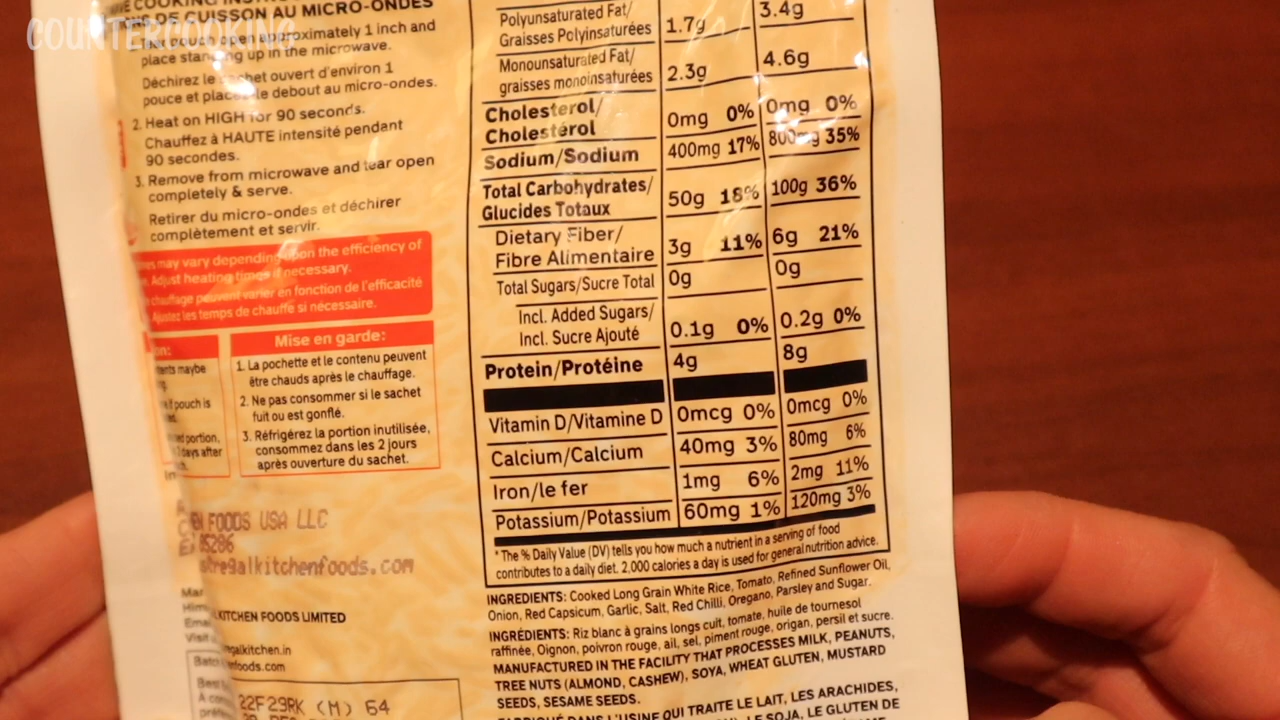 COUNTERCOOKING
COOKING
DE CUISSON AU MICRO-ONDES
pouch open approximately 1 inch and
place standing up in the microwave.
Déchirez le sachet ouvert d'environ 1
pouce et placez-le debout au micro-ondes.
2. Heat on HIGH for 90 seconds.
Chauffez à HAUTE intensité pendant
90 secondes.
3. Remove from microwave and tear open
completely & serve.
Retirer du micro-ondes et déchirer
complètement et servir.
may vary depending upon the efficiency of
Adjust heating times if necessary.
chauffage peuvent varier en fonction de l'efficacité
Ajustez les temps de chauffe si nécessaire.
maybe
if pouch is
portion,
days after
Mise en garde:
1. La pochette et le contenu peuvent
être chauds après le chauffage.
2. Ne pas consommer si le sachet
fuit ou est gonflé.
3. Réfrigérez la portion inutilisée,
consommez dans les 2 jours
après ouverture du sachet.
FOODS USA LLC
85286
KITCHEN FOODS LIMITED
22F29RK (M) 64
Polyunsaturated Fat/
Graisses Polyinsaturées 1.7g 3.4g
Monounsaturated Fat/
graisses monoinsaturées 2.3g 4.6g
Cholesterol/
Cholestérol 0mg 0% 0mg 0%
Sodium/Sodium 400mg 17% 800mg 35%
Total Carbohydrates/
Glucides Totaux 50g 18% 100g 36%
Dietary Fiber/
Fibre Alimentaire 3g 11% 6g 21%
Total Sugars/Sucre Total 0g 0g
Incl. Added Sugars/
Incl. Sucre Ajouté 0.1g 0% 0.2g 0%
Protein/Protéine 4g 8g
Vitamin D/Vitamine D 0mcg 0% 0mcg 0%
Calcium/Calcium 40mg 3% 80mg 6%
Iron/le fer 1mg 6% 2mg 11%
Potassium/Potassium 60mg 1% 120mg 3%
* The % Daily Value (DV) tells you how much a nutrient in a serving of food
contributes to a daily diet. 2,000 calories a day is used for general nutrition advice.
INGREDIENTS: Cooked Long Grain White Rice, Tomato, Refined Sunflower Oil,
Onion, Red Capsicum, Garlic, Salt, Red Chilli, Oregano, Parsley and Sugar.
INGRÉDIENTS: Riz blanc à grains longs cuit, tomate, huile de tournesol
raffinée, Oignon, poivron rouge, ail, sel, piment rouge, origan, persil et sucre.
MANUFACTURED IN THE FACILITY THAT PROCESSES MILK, PEANUTS,
TREE NUTS (ALMOND, CASHEW), SOYA, WHEAT GLUTEN, MUSTARD
SEEDS, SESAME SEEDS.
FABRIQUÉ DANS L'USINE QUI TRAITE LE LAIT, LES ARACHIDES,
LE SOJA, LE GLUTEN DE